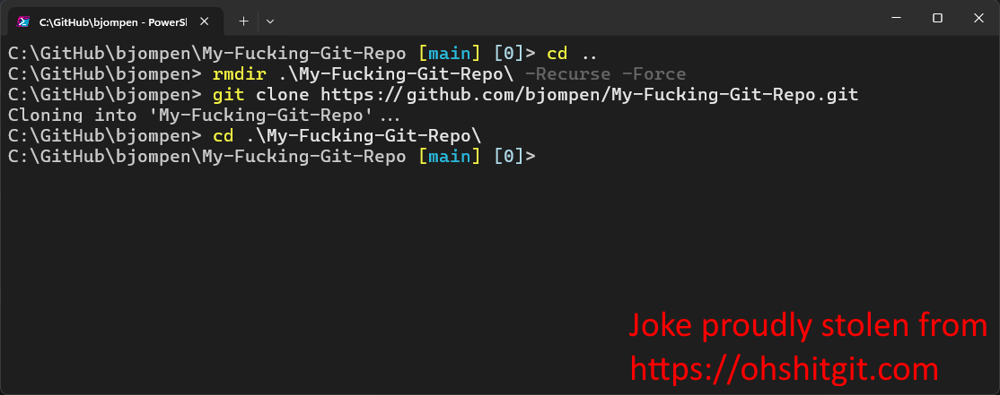 C:\GitHub\bjompen - PowerSl
C:\GitHub\bjompen\My-Fucking-Git-Repo [main] [0]> cd ..
C:\GitHub\bjompen> rmdir .\My-Fucking-Git-Repo\ -Recurse -Force
C:\GitHub\bjompen> git clone https://github.com/bjompen/My-Fucking-Git-Repo.git
Cloning into 'My-Fucking-Git-Repo'...
C:\GitHub\bjompen> cd .\My-Fucking-Git-Repo\
C:\GitHub\bjompen\My-Fucking-Git-Repo [main] [0]>
Joke proudly stolen from
https://ohshitgit.com